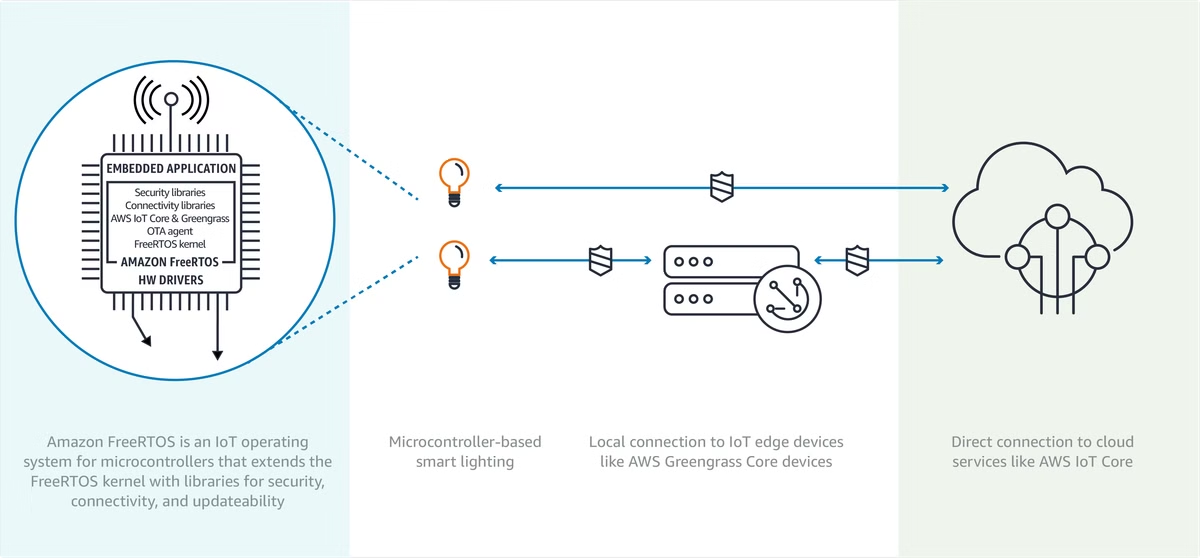 EMBEDDED APPLICATION
Security libraries
Connectivity libraries
AWS IoT Core & Greengrass
OTA agent
FreeRTOS kernel
AMAZON FreeRTOS
HW DRIVERS
Amazon FreeRTOS is an IoT operating
system for microcontrollers that extends the
FreeRTOS kernel with libraries for security,
connectivity, and updateability
Microcontroller-based
smart lighting
Local connection to IoT edge devices
like AWS Greengrass Core devices
Direct connection to cloud
services like AWS IoT Core